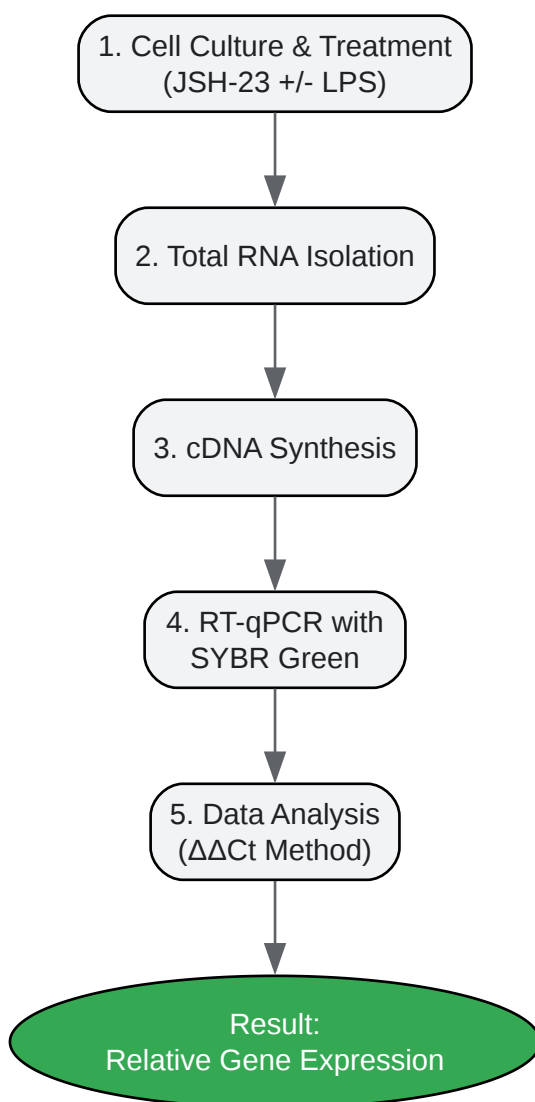 1. Cell Culture & Treatment
(JSH-23 +/- LPS)
2. Total RNA Isolation
3. cDNA Synthesis
4. RT-qPCR with
SYBR Green
5. Data Analysis
(ΔΔCt Method)
Result:
Relative Gene Expression